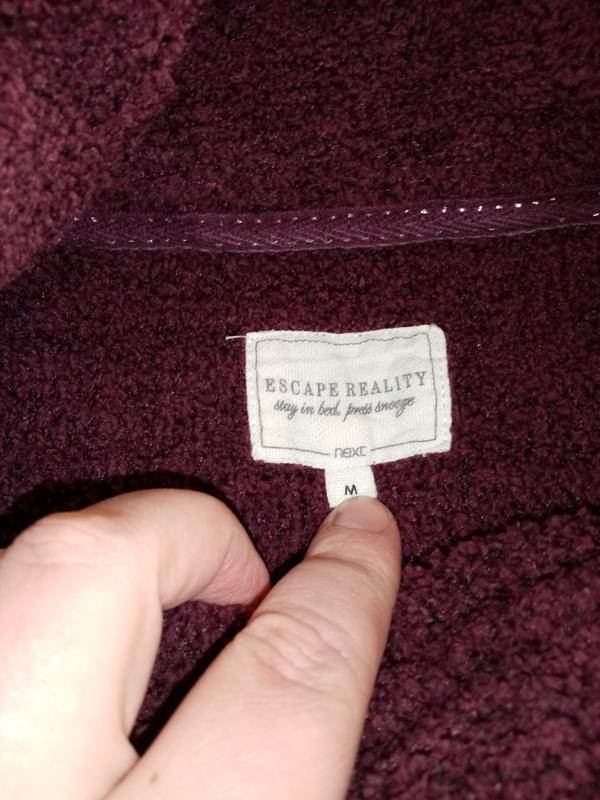 ESCAPE REALITY
stay in bed, press snooze
next
M